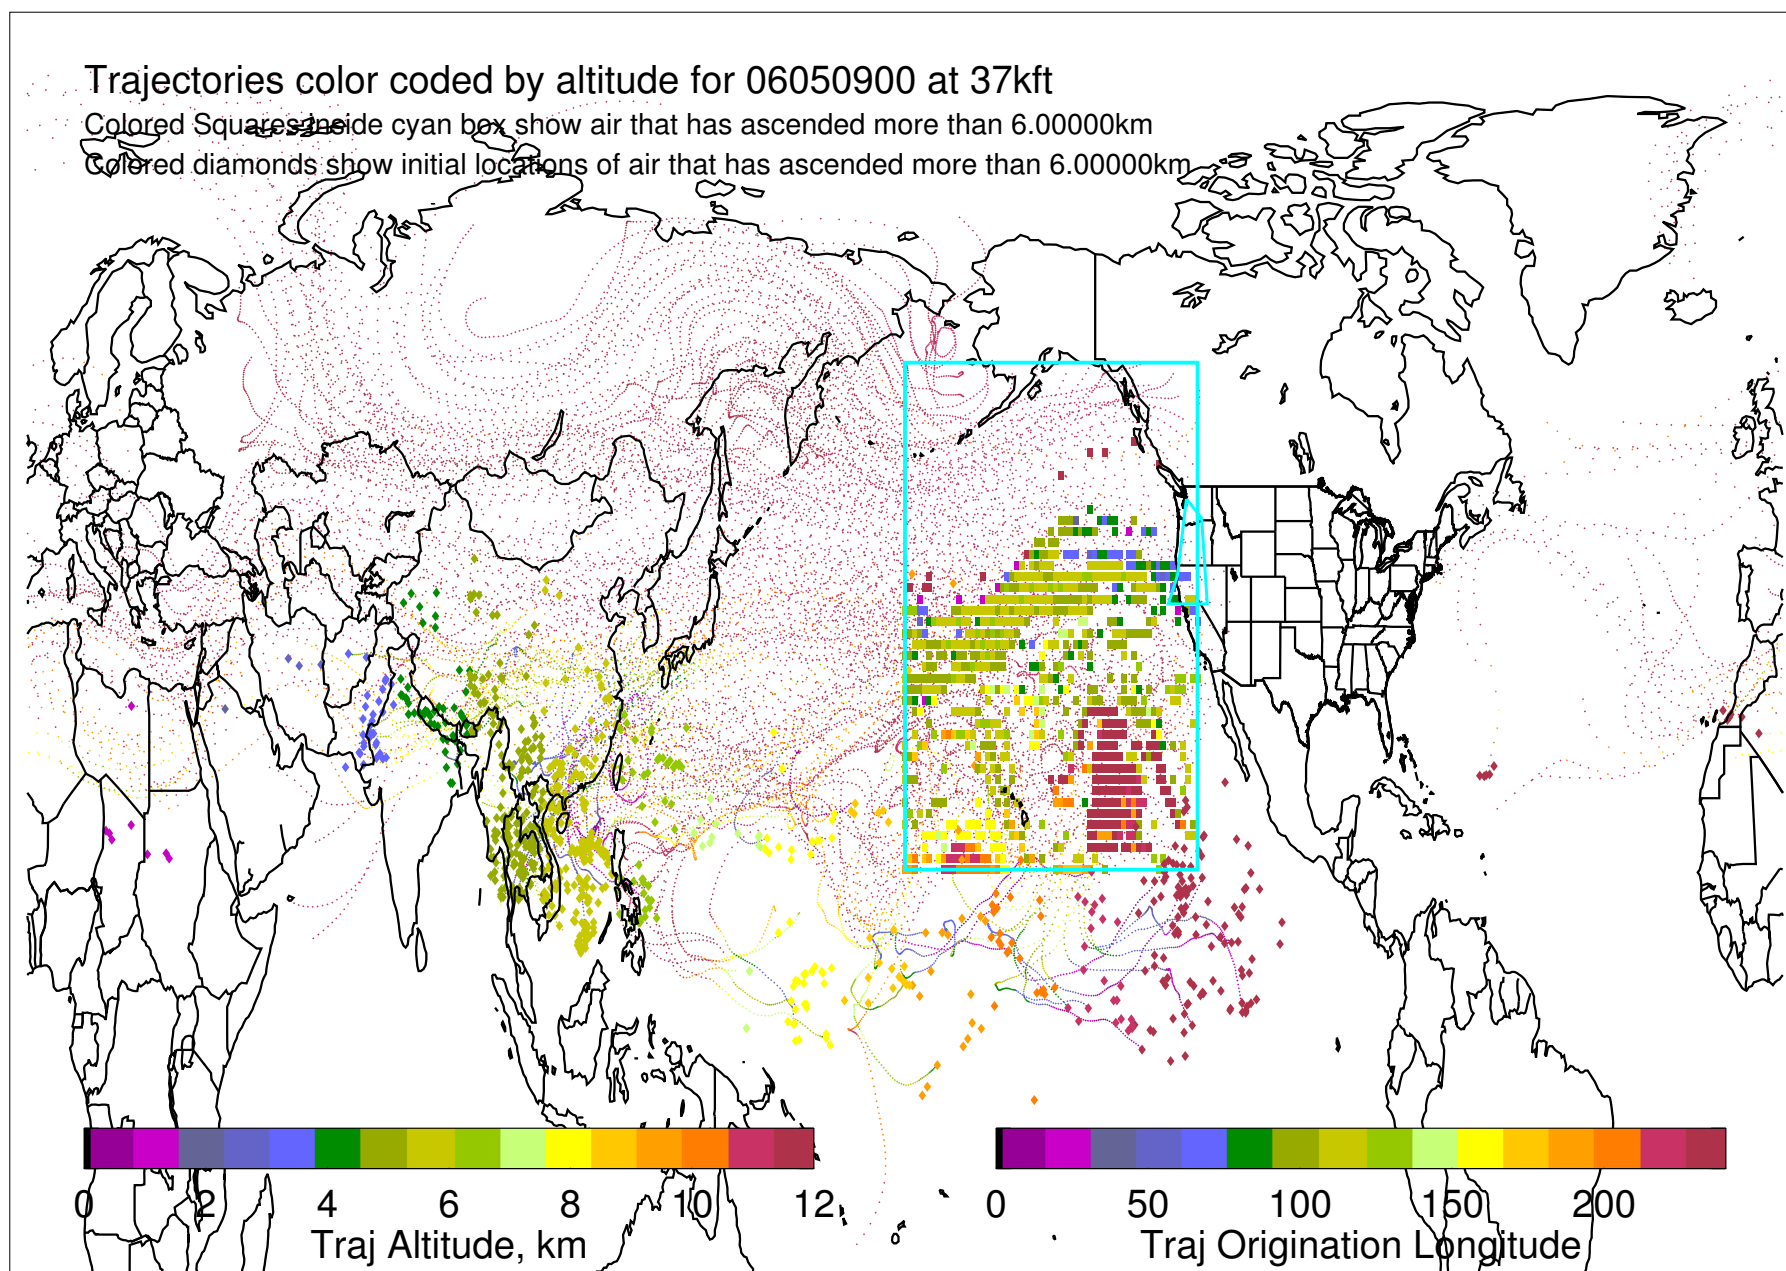 Trajectories color coded by altitude for 06050900 at 37kft
Colored Squares inside cyan box show air that has ascended more than 6.00000km
Colored diamonds show initial locations of air that has ascended more than 6.00000km
0 2 4 6 8 10 12
Traj Altitude, km
0 50 100 150 200
Traj Origination Longitude